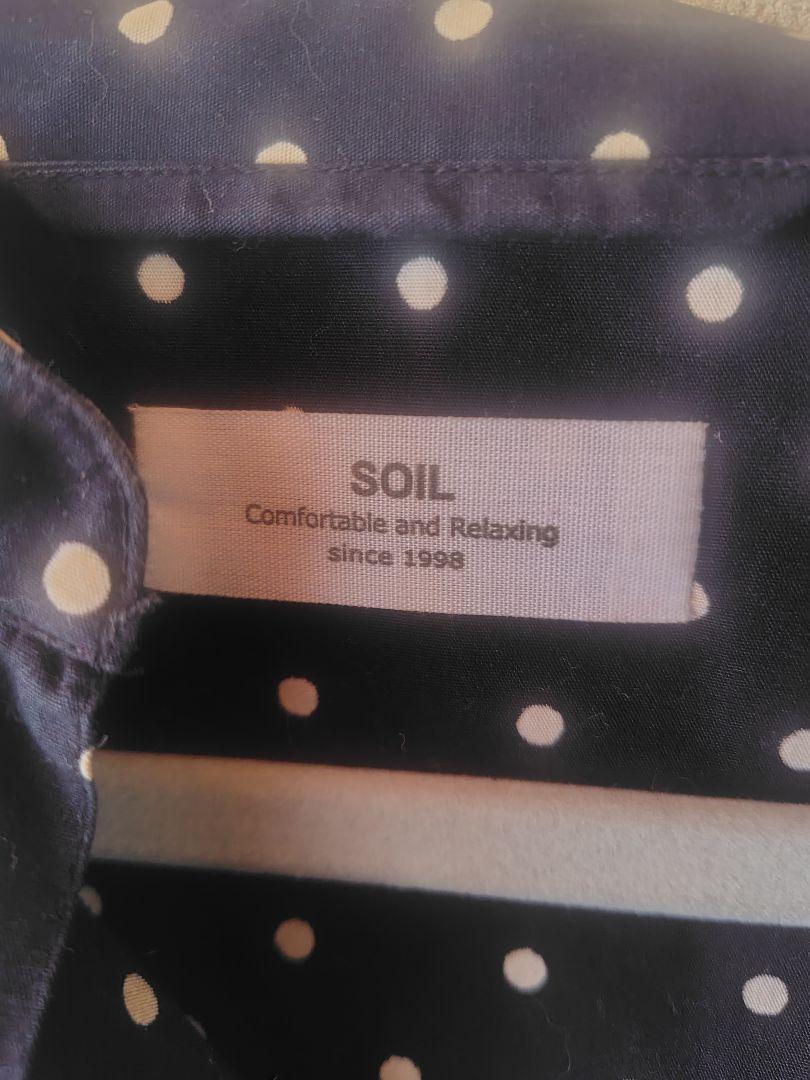 SOIL
Comfortable and Relaxing
since 1998